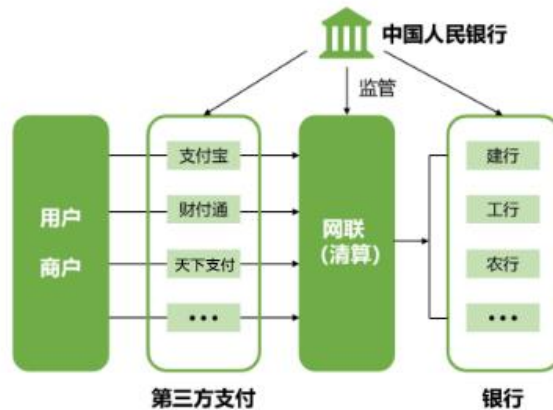 中国人民银行
监管
用户
商户
支付宝
财付通
天下支付
•••
网联
（清算）
建行
工行
农行
•••
第三方支付
银行